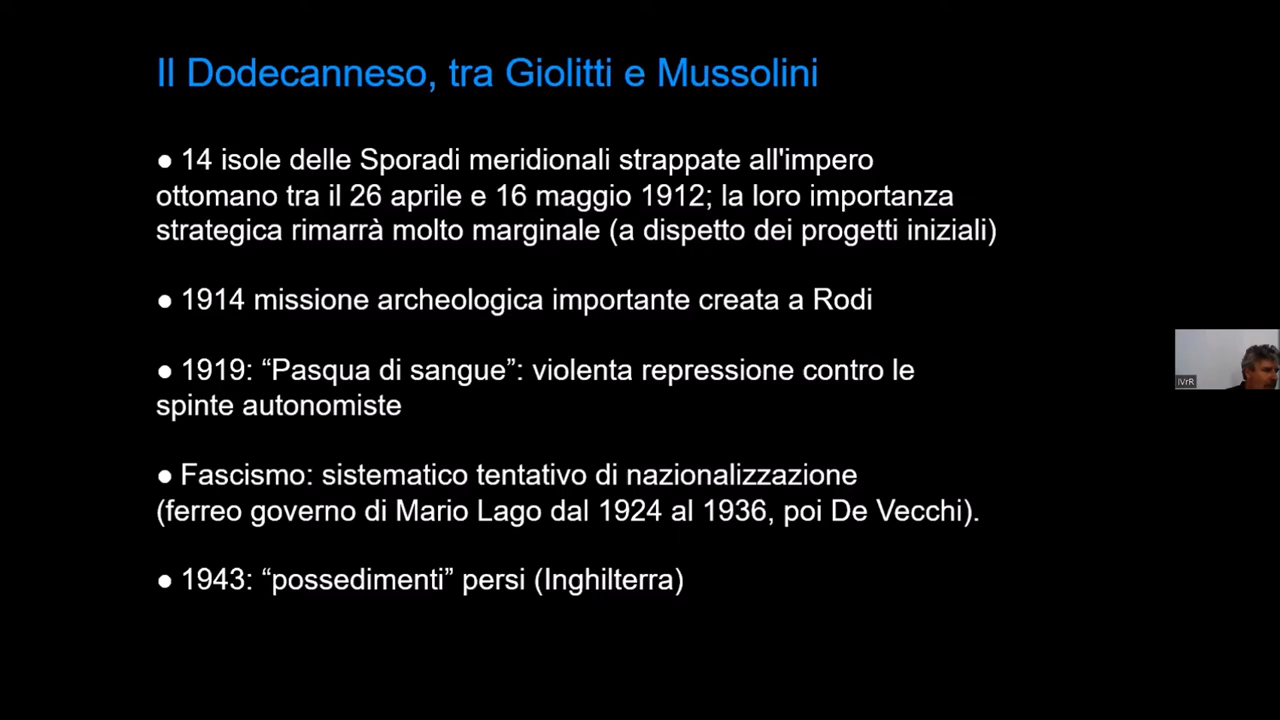 Il Dodecanneso, tra Giolitti e Mussolini
● 14 isole delle Sporadi meridionali strappate all'impero
ottomano tra il 26 aprile e 16 maggio 1912; la loro importanza
strategica rimarrà molto marginale (a dispetto dei progetti iniziali)
● 1914 missione archeologica importante creata a Rodi
● 1919: “Pasqua di sangue”: violenta repressione contro le
spinte autonomiste
● Fascismo: sistematico tentativo di nazionalizzazione
(ferreo governo di Mario Lago dal 1924 al 1936, poi De Vecchi).
● 1943: “possedimenti” persi (Inghilterra)
IVrR